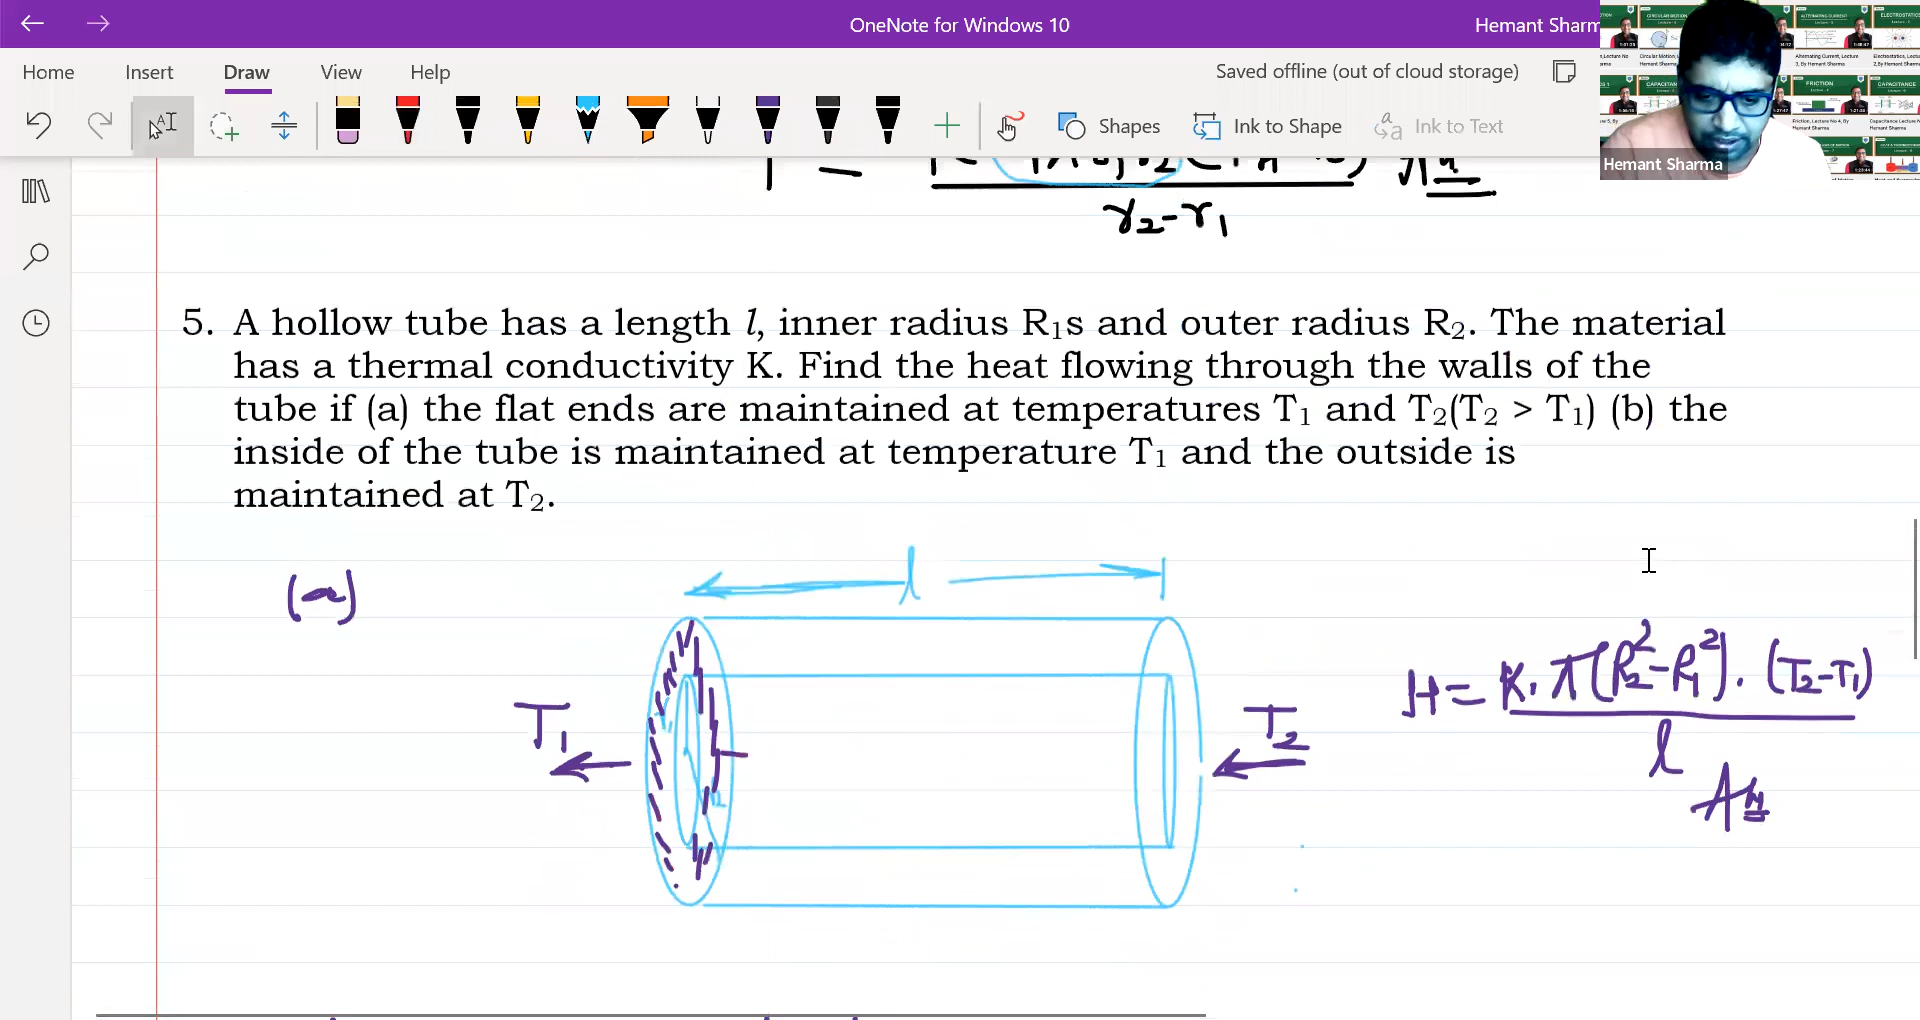 OneNote for Windows 10
Hemant Sharm
Home Insert Draw View Help
Saved offline (out of cloud storage)
Shapes Ink to Shape Ink to Text
Hemant Sharma
r₂-r₁
5. A hollow tube has a length l, inner radius R₁s and outer radius R₂. The material
has a thermal conductivity K. Find the heat flowing through the walls of the
tube if (a) the flat ends are maintained at temperatures T₁ and T₂(T₂ > T₁) (b) the
inside of the tube is maintained at temperature T₁ and the outside is
maintained at T₂.
(a)
l
T₁
T₂
H = K. π(R₂²-R₁²). (T₂-T₁)
l